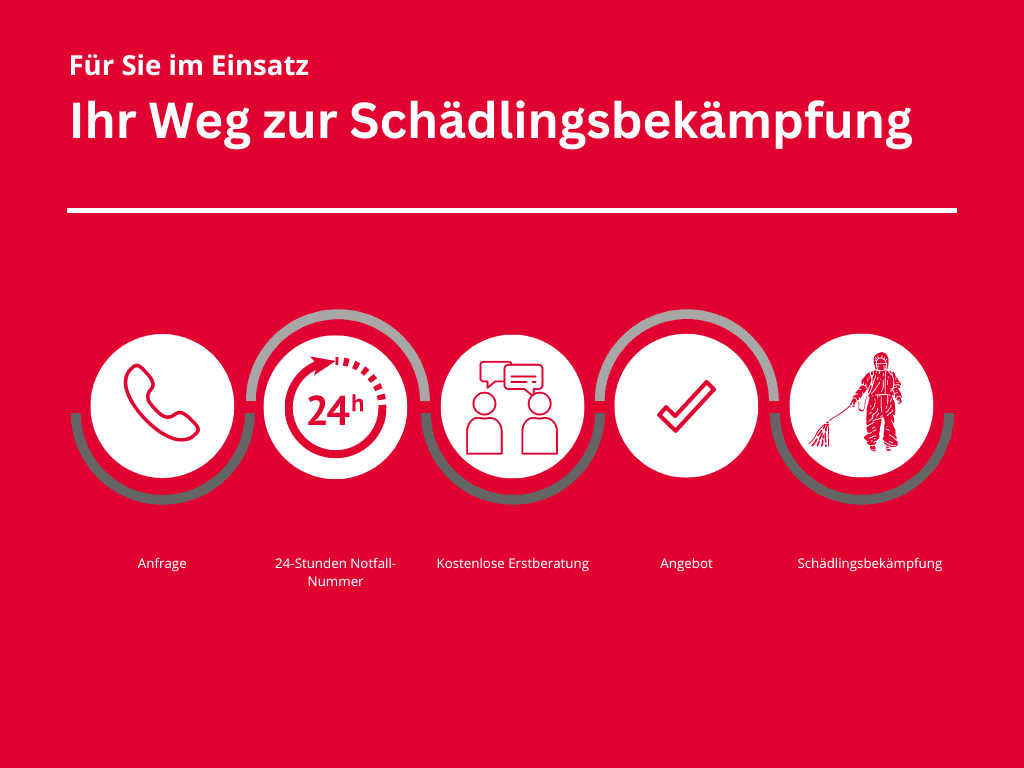 Für Sie im Einsatz
Ihr Weg zur Schädlingsbekämpfung
24h
Anfrage
24-Stunden Notfall-
Nummer
Kostenlose Erstberatung
Angebot
Schädlingsbekämpfung